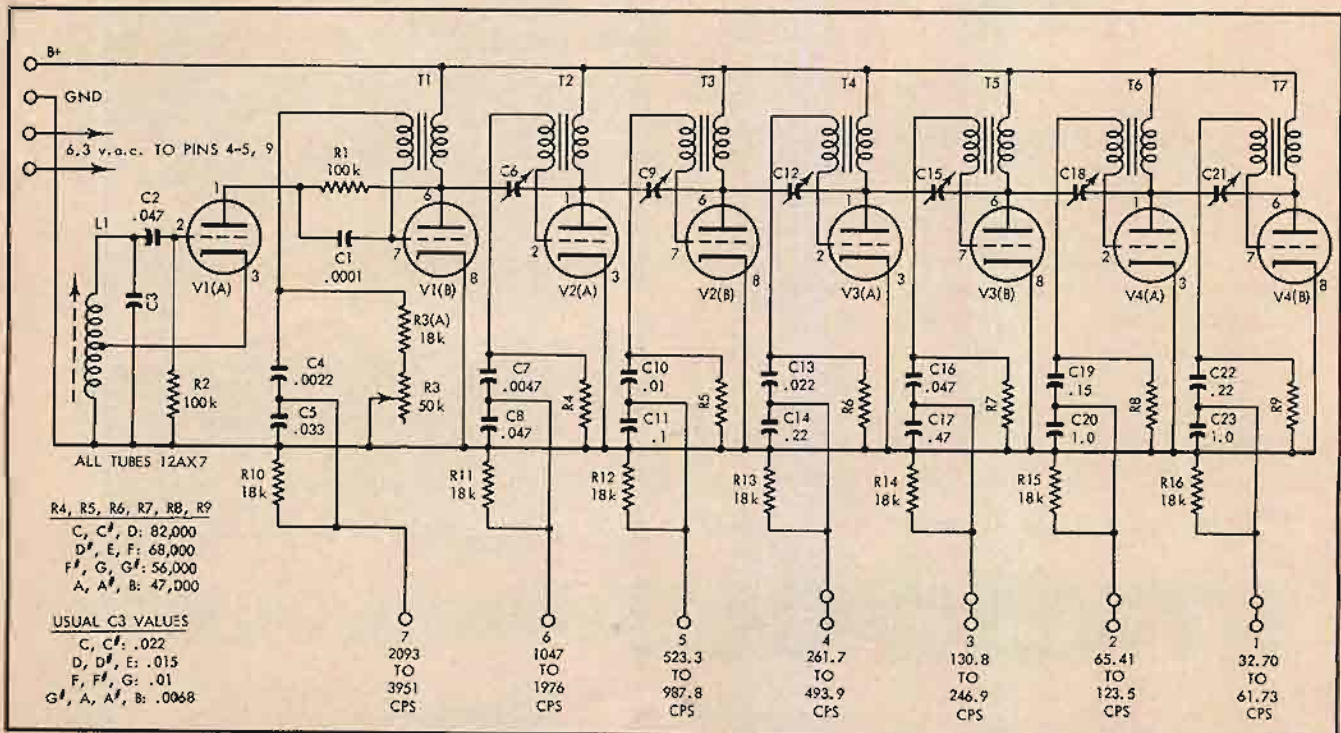 B+
GND
6.3 v.a.c. TO PINS 4-5, 9
T1
T2
T3
T4
T5
T6
T7
R1
100k
C6
C9
C12
C15
C18
C21
C2
.047
L1
C3
1
2
3
V1(A)
C1
.0001
6
7
8
V1(B)
1
2
3
V2(A)
6
7
8
V2(B)
1
2
3
V3(A)
6
7
8
V3(B)
1
2
3
V4(A)
6
7
8
V4(B)
R2
100k
C4
.0022
C5
.033
R3(A)
18k
R3
50k
C7
.0047
C8
.047
R4
C10
.01
C11
.1
R5
C13
.022
C14
.22
R6
C16
.047
C17
.47
R7
C19
.15
C20
1.0
R8
C22
.22
C23
1.0
R9
ALL TUBES 12AX7
R10
18k
R11
18k
R12
18k
R13
18k
R14
18k
R15
18k
R16
18k
R4, R5, R6, R7, R8, R9
C, C#, D: 82,000
D#, E, F: 68,000
F#, G, G#: 56,000
A, A#, B: 47,000
USUAL C3 VALUES
C, C#: .022
D, D#, E: .015
F, F#, G: .01
G#, A, A#, B: .0068
7
2093
TO
3951
CPS
6
1047
TO
1976
CPS
5
523.3
TO
987.8
CPS
4
261.7
TO
493.9
CPS
3
130.8
TO
246.9
CPS
2
65.41
TO
123.5
CPS
1
32.70
TO
61.73
CPS